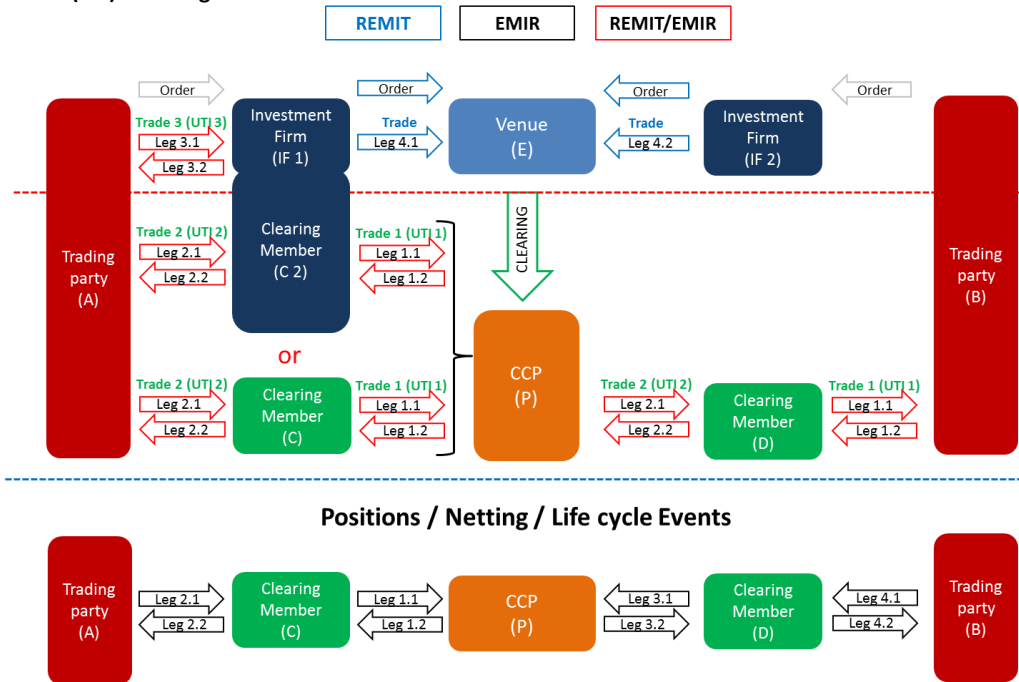 REMIT
EMIR
REMIT/EMIR
Order
Order
Order
Order
Trade 3 (UTI 3)
Leg 3.1
Leg 3.2
Investment
Firm
(IF 1)
Trade
Leg 4.1
Venue
(E)
Trade
Leg 4.2
Investment
Firm
(IF 2)
Trading
party
(A)
Trade 2 (UTI 2)
Leg 2.1
Leg 2.2
Clearing
Member
(C 2)
Trade 1 (UTI 1)
Leg 1.1
Leg 1.2
CLEARING
Trading
party
(B)
or
Trade 2 (UTI 2)
Leg 2.1
Leg 2.2
Clearing
Member
(C)
Trade 1 (UTI 1)
Leg 1.1
Leg 1.2
CCP
(P)
Trade 2 (UTI 2)
Leg 2.1
Leg 2.2
Clearing
Member
(D)
Trade 1 (UTI 1)
Leg 1.1
Leg 1.2
Positions / Netting / Life cycle Events
Trading
party
(A)
Leg 2.1
Leg 2.2
Clearing
Member
(C)
Leg 1.1
Leg 1.2
CCP
(P)
Leg 3.1
Leg 3.2
Clearing
Member
(D)
Leg 4.1
Leg 4.2
Trading
party
(B)